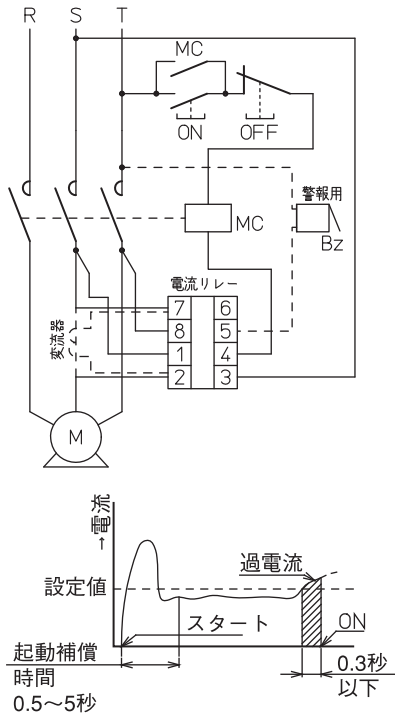 R S T
MC
ON OFF
警報用
MC
Bz
電流リレー
7 6
8 5
1 4
2 3
変流器
M
→電流
過電流
設定値
スタート
ON
起動補償
時間
0.5～5秒
0.3秒
以下